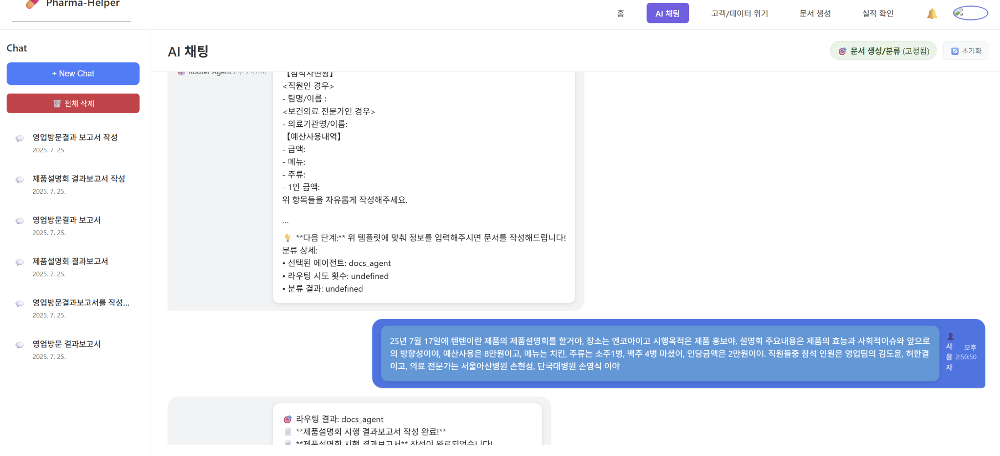 Pharma-Helper
홈
AI 채팅
고객/데이터 위기
문서 생성
실적 확인
Chat
+ New Chat
전체 삭제
영업방문결과 보고서 작성
2025. 7. 25.
제품설명회 결과보고서 작성
2025. 7. 25.
영업방문결과 보고서
2025. 7. 25.
제품설명회 결과보고서
2025. 7. 25.
영업방문결과보고서를 작성...
2025. 7. 25.
영업방문 결과보고서
2025. 7. 25.
AI 채팅
문서 생성/분류 (고정됨)
초기화
Router Agent오후 2:43:40
【참석자현황】
<직원인 경우>
- 팀명/이름 :
<보건의료 전문가인 경우>
- 의료기관명/이름:
【예산사용내역】
- 금액:
- 메뉴:
- 주류:
- 1인 금액:
위 항목들을 자유롭게 작성해주세요.
```
**다음 단계:** 위 템플릿에 맞춰 정보를 입력해주시면 문서를 작성해드립니다!
분류 상세:
• 선택된 에이전트: docs_agent
• 라우팅 시도 횟수: undefined
• 분류 결과: undefined
25년 7월 17일에 텐텐이란 제품의 제품설명회를 할거야, 장소는 엔코아이고 시행목적은 제품 홍보야, 설명회 주요내용은 제품의 효능과 사회적이슈와 앞으로
의 방향성이야, 예산사용은 8만원이고, 메뉴는 치킨, 주류는 소주1병, 맥주 4병 마셨어, 인당금액은 2만원이야. 직원들중 참석 인원은 영업팀의 김도윤, 허한결
이고, 의료 전문가는 서울아산병원 손현성, 단국대병원 손영식 이야
사용자
오후
2:50:50
라우팅 결과: docs_agent
**제품설명회 시행 결과보고서 작성 완료!**
**제품설명회 시행 결과보고서** 작성이 완료되었습니다!